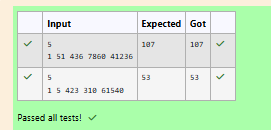 Input Expected Got
5 107 107
1 51 436 7860 41236
5 53 53
1 5 423 310 61540
Passed all tests!